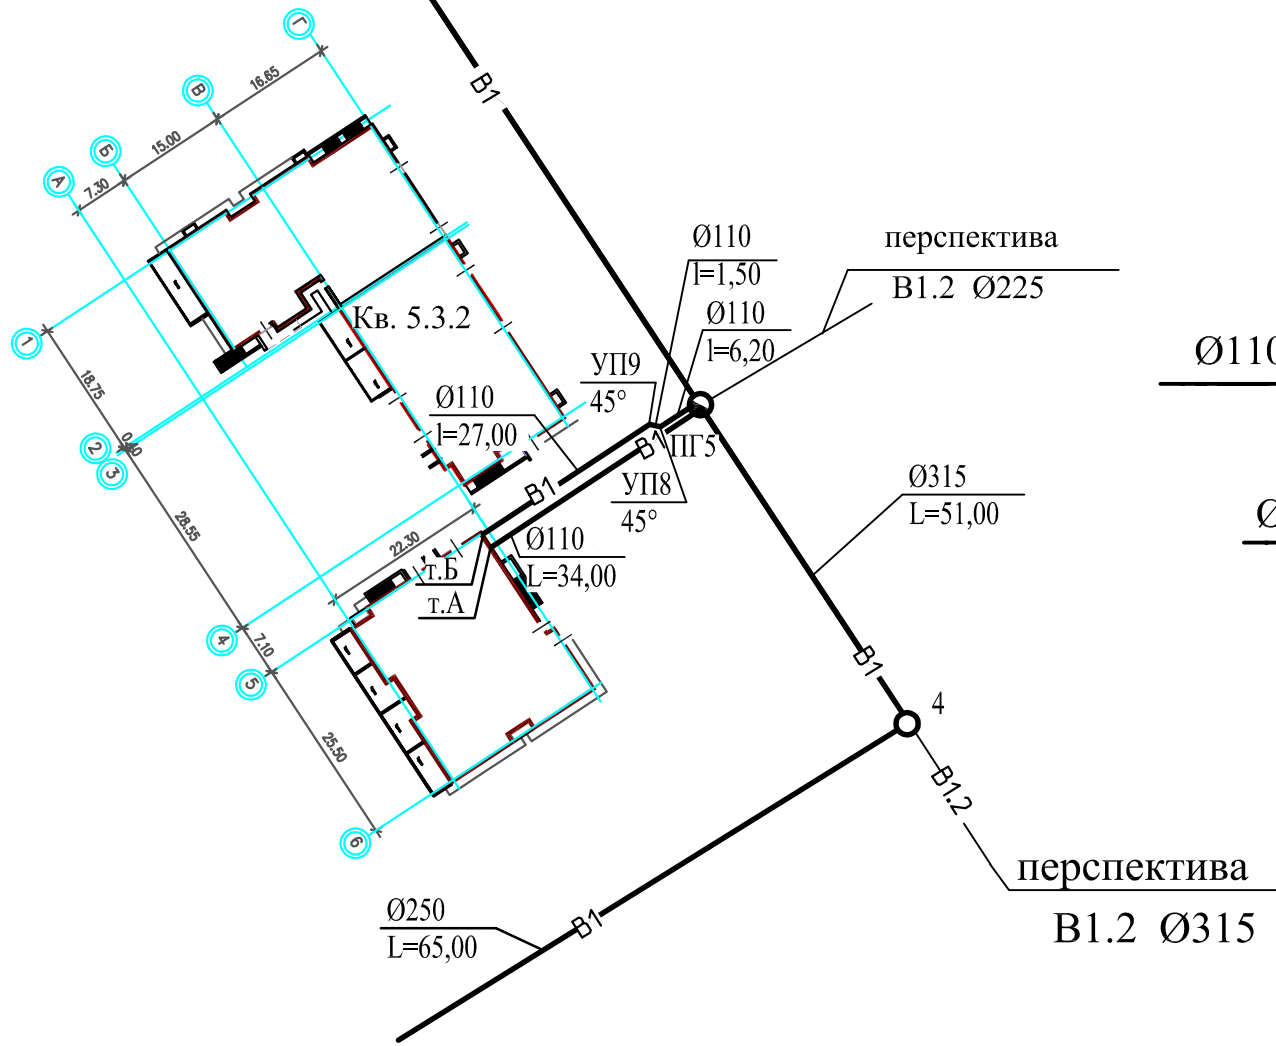 Г
16.65
В
15.00
Б
7.30
А
В1
Ø110
l=1,50
перспектива
В1.2 Ø225
Ø110
l=6,20
1
Кв. 5.3.2
УП9
45°
Ø110
18.75
Ø110
l=27,00
2
0.40
3
В1
ПГ5
УП8
45°
В1
Ø315
L=51,00
28.55
22.30
т.Б
Ø110
L=34,00
т.А
4
7.10
5
В1
25.50
4
6
В1.2
перспектива
В1.2 Ø315
Ø250
L=65,00
В1